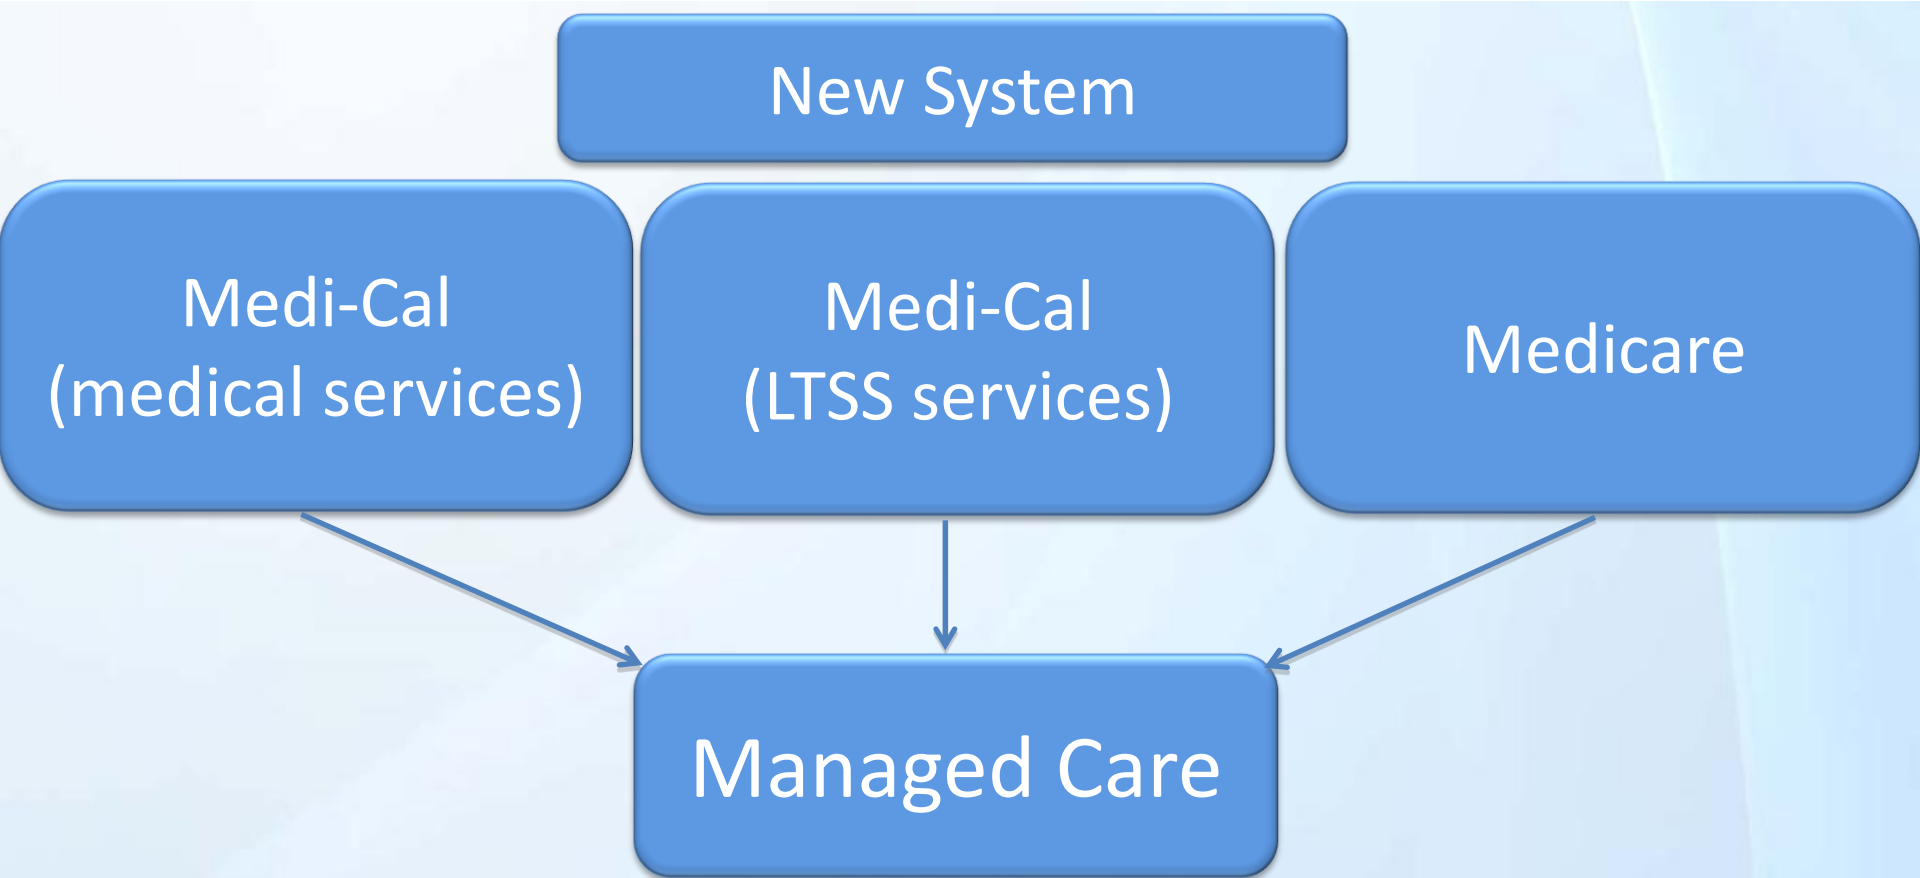 New System
Medi-Cal
(medical services)
Medi-Cal
(LTSS services)
Medicare
Managed Care